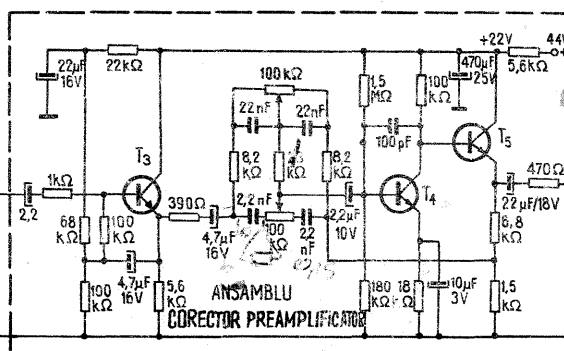 +22V 44V
22µF 16V
22kΩ
100kΩ
470µF 25V
5,6kΩ
22nF 22nF
1,5 MΩ
100 kΩ
100pF
T3
T5
8,2 kΩ
8,2 kΩ
1kΩ
390Ω
2,2nF
T4
470Ω
2,2
68 kΩ
100 kΩ
4,7µF 16V
100 kΩ
2,2 nF
2,2µF 10V
22µF/18V
6,8 kΩ
4,7µF 16V
100 kΩ
5,6 kΩ
180 kΩ
18 kΩ
10µF 3V
1,5 kΩ
ANSAMBLU
CORECTOR PREAMPLIFICATOR